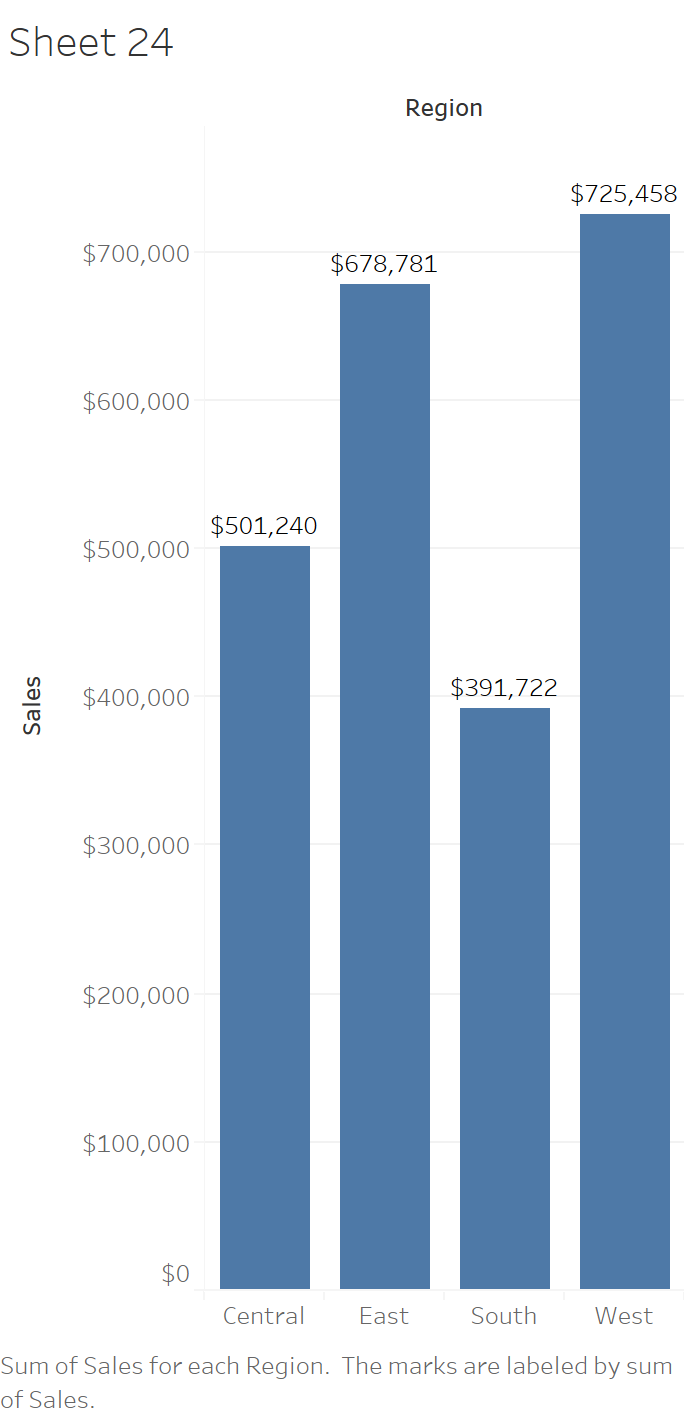 Sheet 24
Region
$725,458
$700,000
$678,781
$600,000
$501,240
$500,000
$391,722
$400,000
Sales
$300,000
$200,000
$100,000
$0
Central East South West
Sum of Sales for each Region.  The marks are labeled by sum
of Sales.